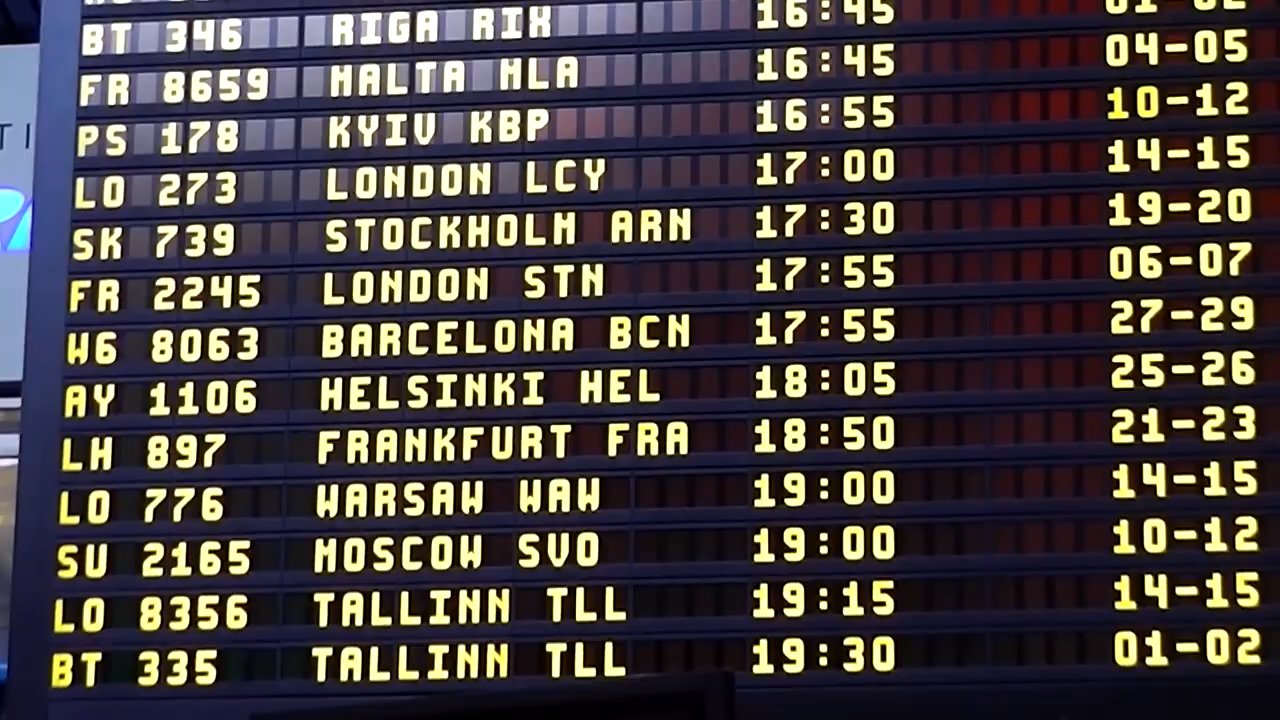 BT 346 RIGA RIX 16:45 01-02
FR 8659 MALTA MLA 16:45 04-05
PS 178 KYIV KBP 16:55 10-12
LO 273 LONDON LCY 17:00 14-15
SK 739 STOCKHOLM ARN 17:30 19-20
FR 2245 LONDON STN 17:55 06-07
W6 8063 BARCELONA BCN 17:55 27-29
AY 1106 HELSINKI HEL 18:05 25-26
LH 897 FRANKFURT FRA 18:50 21-23
LO 776 WARSAW WAW 19:00 14-15
SU 2165 MOSCOW SVO 19:00 10-12
LO 8356 TALLINN TLL 19:15 14-15
BT 335 TALLINN TLL 19:30 01-02